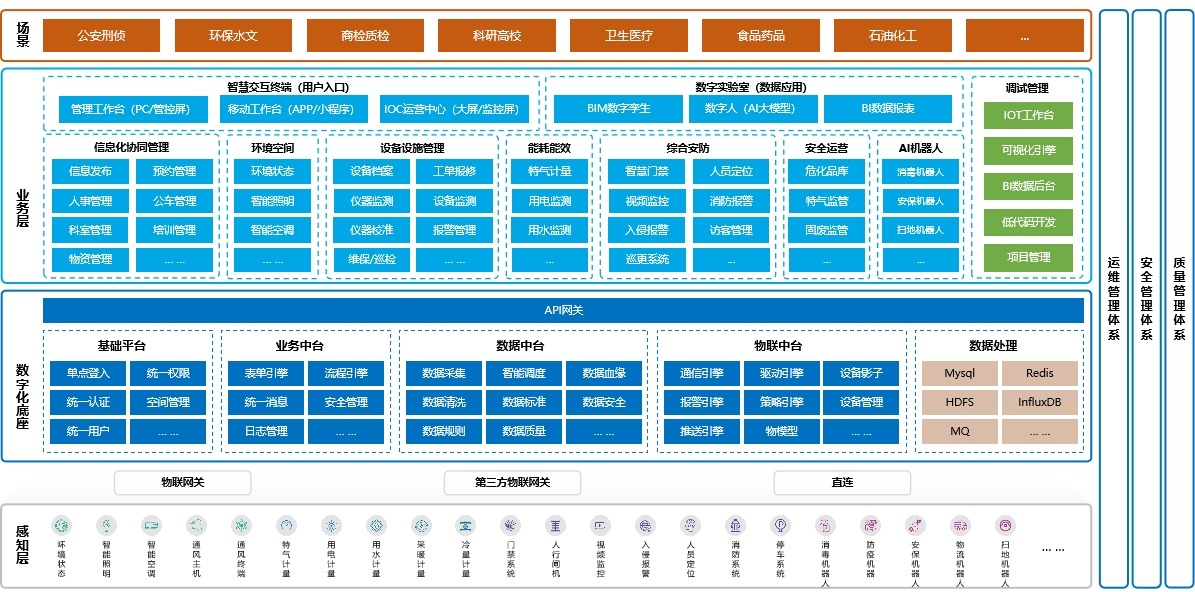 场景
公安刑侦
环保水文
商检质检
科研高校
卫生医疗
食品药品
石油化工
...
业务层
智慧交互终端（用户入口）
管理工作台（PC/管控屏）
移动工作台（APP/小程序）
IOC运营中心（大屏/监控屏）
数字实验室（数据应用）
BIM数字孪生
数字人（AI大模型）
BI数据报表
调试管理
IOT工作台
可视化引擎
BI数据后台
低代码开发
项目管理
信息化协同管理
信息发布
预约管理
人事管理
公车管理
科室管理
培训管理
物资管理
... ...
环境空间
环境状态
智能照明
智能空调
... ...
设备设施管理
设备档案
工单报修
仪器监测
设备监测
仪器校准
报警管理
维保/巡检
... ...
能耗能效
特气计量
用电监测
用水监测
...
综合安防
智慧门禁
人员定位
视频监控
消防报警
入侵报警
访客管理
巡更系统
...
安全运营
危化品库
特气监管
固废监管
...
AI机器人
消毒机器人
安保机器人
扫地机器人
...
数字化底座
API网关
基础平台
单点登入
统一权限
统一认证
空间管理
统一用户
... ...
业务中台
表单引擎
流程引擎
统一消息
安全管理
日志管理
... ...
数据中台
数据采集
智能调度
数据血缘
数据清洗
数据标准
数据安全
数据规则
数据质量
... ...
物联中台
通信引擎
驱动引擎
设备影子
报警引擎
策略引擎
设备管理
推送引擎
物模型
... ...
数据处理
Mysql
Redis
HDFS
InfluxDB
MQ
... ...
物联网关
第三方物联网关
直连
感知层
环境状态
智能照明
智能空调
通风主机
通风终端
特气计量
用电计量
用水计量
采暖计量
冷量计量
门禁系统
人行闸机
视频监控
入侵报警
人员定位
消防系统
停车系统
消毒机器人
防疫机器
安保机器人
物流机器人
扫地机器人
... ...
运维管理体系
安全管理体系
质量管理体系